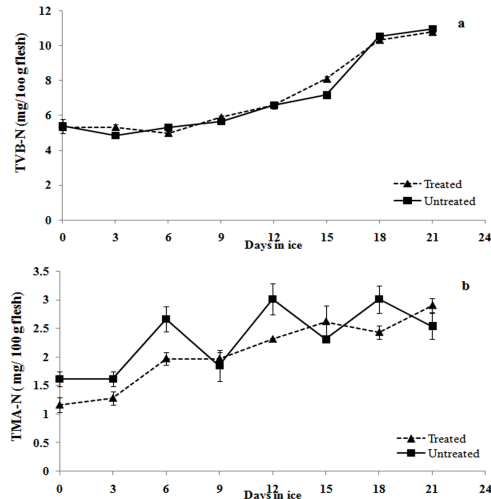 a
TVB-N (mg/1oo g flesh)
12
10
8
6
4
2
0
0 3 6 9 12 15 18 21 24
Days in ice
Treated
Untreated
b
TMA-N ( mg/ 100 g flesh)
3.5
3
2.5
2
1.5
1
0.5
0
0 3 6 9 12 15 18 21 24
Days in ice
Treated
Untreated